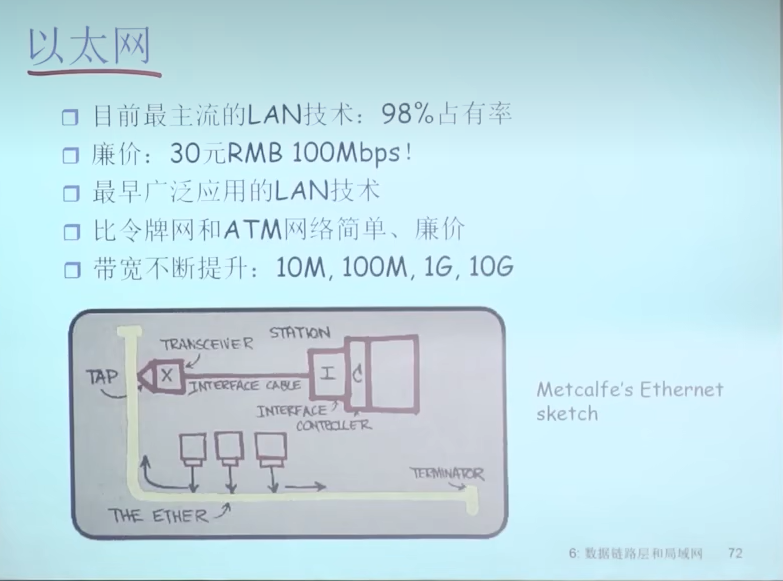 以太网
目前最主流的LAN技术：98%占有率
廉价：30元RMB 100Mbps！
最早广泛应用的LAN技术
比令牌网和ATM网络简单、廉价
带宽不断提升：10M, 100M, 1G, 10G
STATION
TRANSCEIVER
TAP
X
INTERFACE CABLE
I
C
INTERFACE
CONTROLLER
TERMINATOR
THE ETHER
Metcalfe's Ethernet
sketch
6: 数据链路层和局域网 72